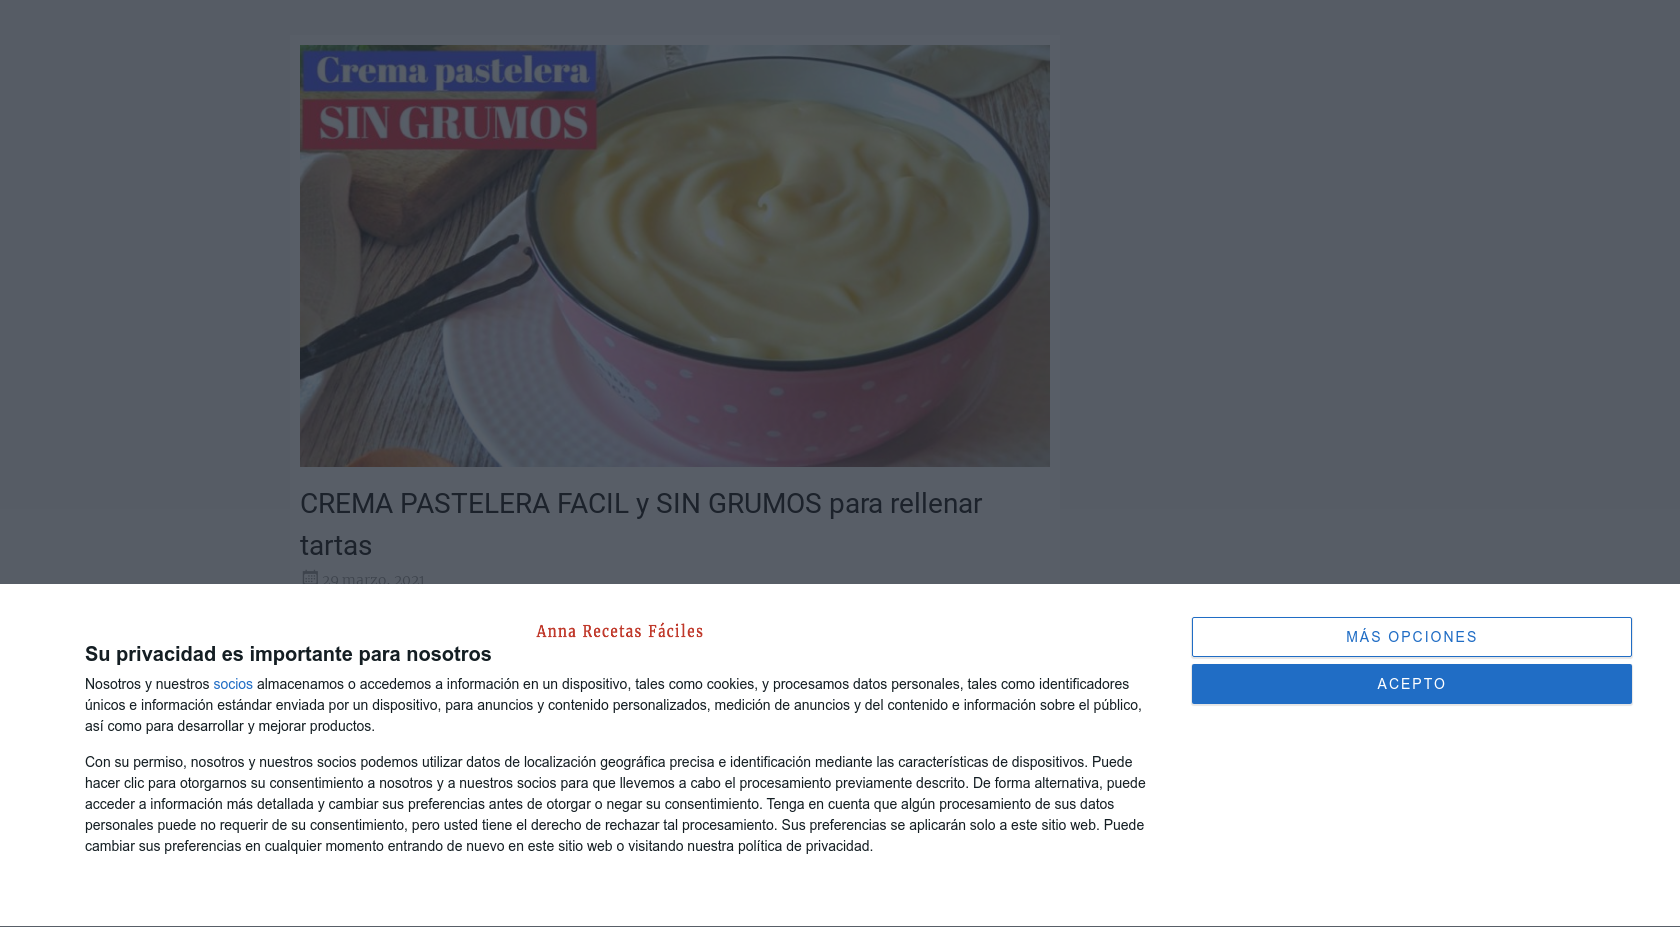 Crema pastelera
SIN GRUMOS
CREMA PASTELERA FACIL y SIN GRUMOS para rellenar
tartas
29 marzo, 2021
Anna Recetas Fáciles
Su privacidad es importante para nosotros
Nosotros y nuestros socios almacenamos o accedemos a información en un dispositivo, tales como cookies, y procesamos datos personales, tales como identificadores
únicos e información estándar enviada por un dispositivo, para anuncios y contenido personalizados, medición de anuncios y del contenido e información sobre el público,
así como para desarrollar y mejorar productos.
Con su permiso, nosotros y nuestros socios podemos utilizar datos de localización geográfica precisa e identificación mediante las características de dispositivos. Puede
hacer clic para otorgarnos su consentimiento a nosotros y a nuestros socios para que llevemos a cabo el procesamiento previamente descrito. De forma alternativa, puede
acceder a información más detallada y cambiar sus preferencias antes de otorgar o negar su consentimiento. Tenga en cuenta que algún procesamiento de sus datos
personales puede no requerir de su consentimiento, pero usted tiene el derecho de rechazar tal procesamiento. Sus preferencias se aplicarán solo a este sitio web. Puede
cambiar sus preferencias en cualquier momento entrando de nuevo en este sitio web o visitando nuestra política de privacidad.
MÁS OPCIONES
ACEPTO